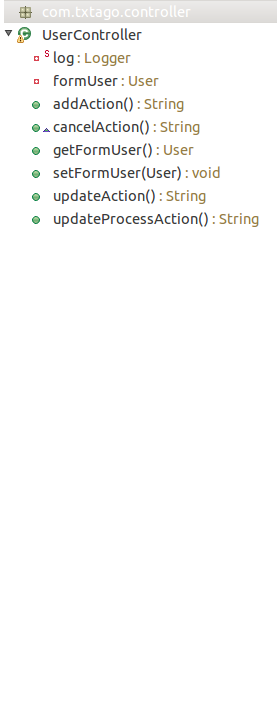 com.txtago.controller
UserController
S log : Logger
formUser : User
addAction() : String
cancelAction() : String
getFormUser() : User
setFormUser(User) : void
updateAction() : String
updateProcessAction() : String